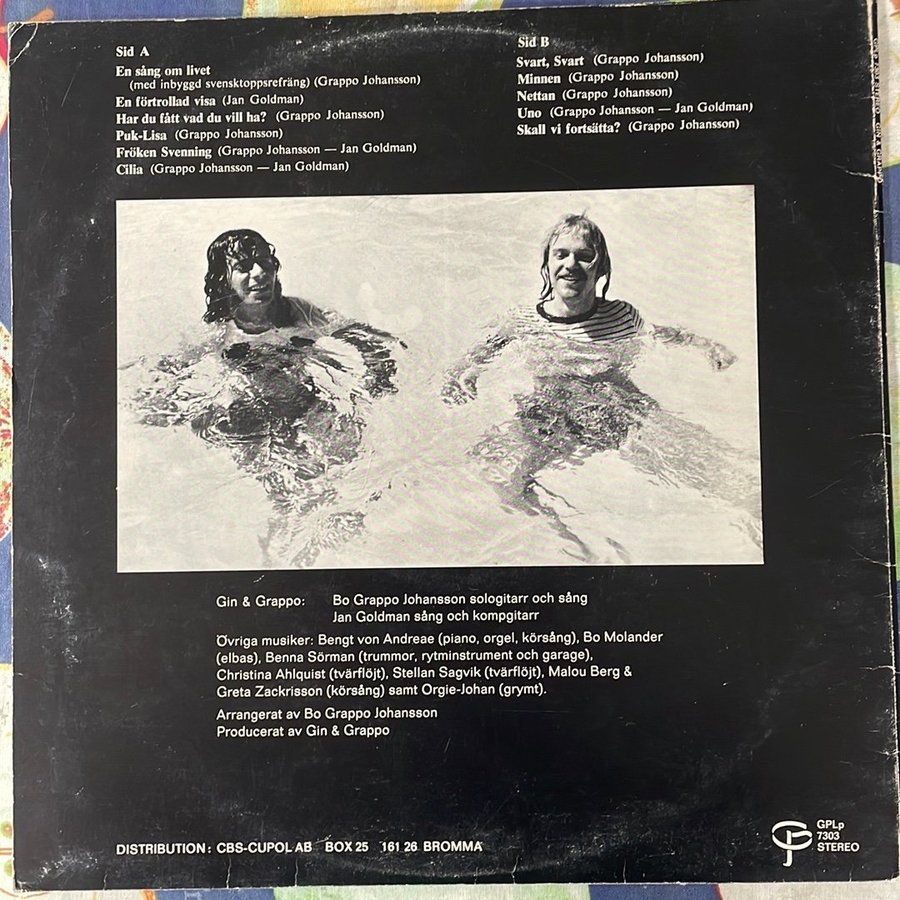 Sid A
En sång om livet
(med inbyggd svensktoppsrefräng) (Grappo Johansson)
En förtrollad visa (Jan Goldman)
Har du fått vad du vill ha? (Grappo Johansson)
Puk-Lisa (Grappo Johansson)
Fröken Svenning (Grappo Johansson — Jan Goldman)
Cilia (Grappo Johansson — Jan Goldman)
Sid B
Svart, Svart (Grappo Johansson)
Minnen (Grappo Johansson)
Nettan (Grappo Johansson)
Uno (Grappo Johansson — Jan Goldman)
Skall vi fortsätta? (Grappo Johansson)
Gin & Grappo: Bo Grappo Johansson sologitarr och sång
Jan Goldman sång och kompgitarr
Övriga musiker: Bengt von Andreae (piano, orgel, körsång), Bo Molander
(elbas), Benna Sörman (trummor, rytminstrument och garage),
Christina Ahlquist (tvärflöjt), Stellan Sagvik (tvärflöjt), Malou Berg &
Greta Zackrisson (körsång) samt Orgie-Johan (grymt).
Arrangerat av Bo Grappo Johansson
Producerat av Gin & Grappo
DISTRIBUTION: CBS-CUPOL AB BOX 25 161 26 BROMMA
GPLp
7303
STEREO
GPLp 7303 STEREO GIN & GRAPPO